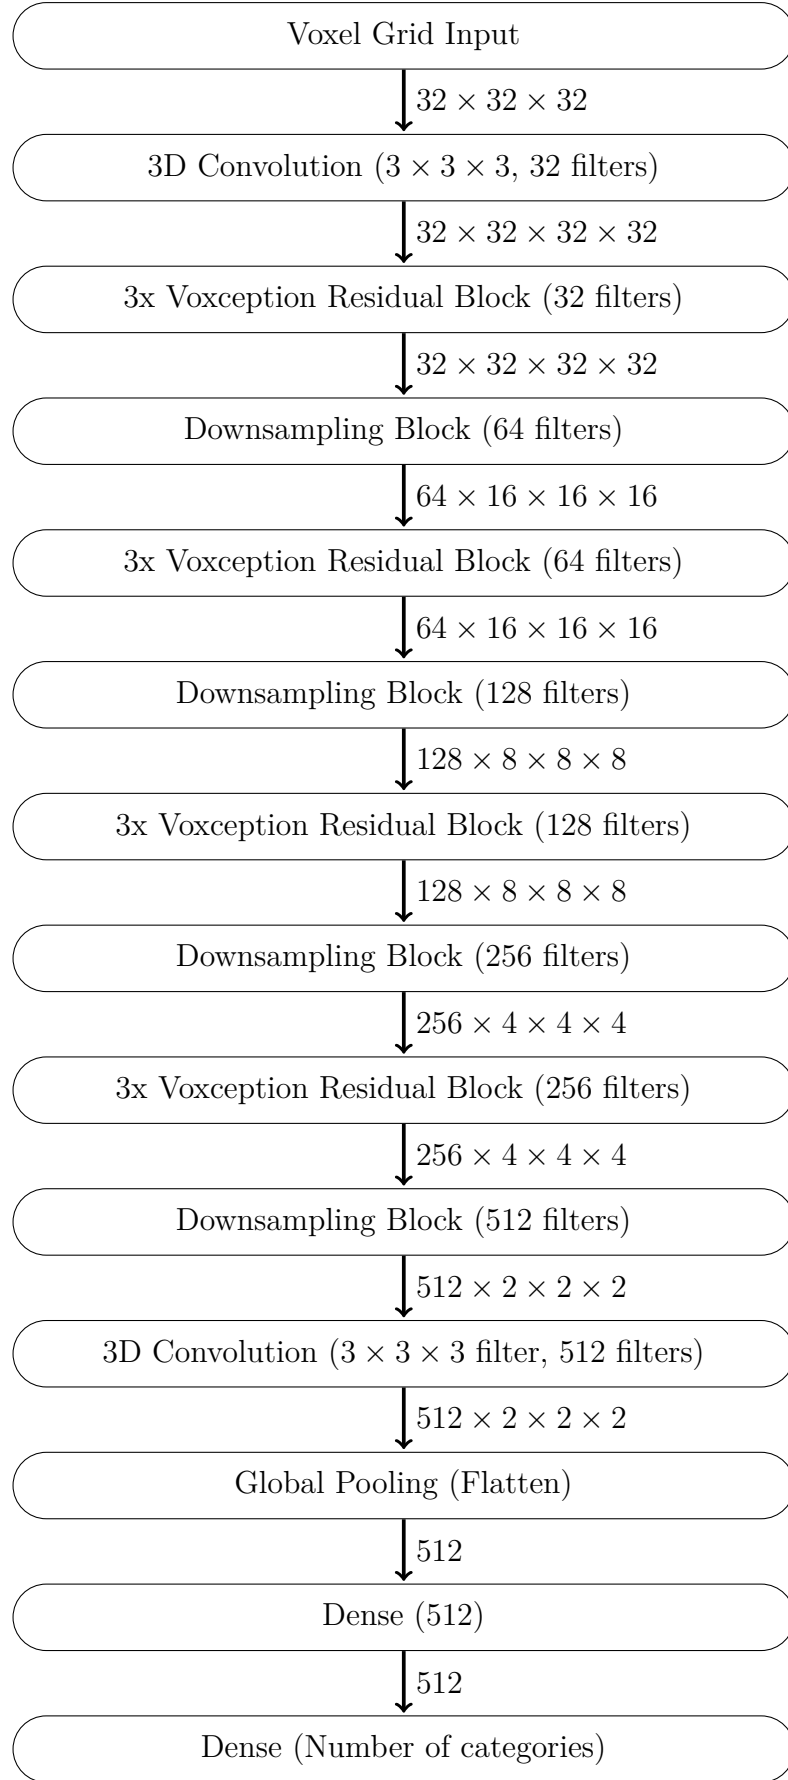 Voxel Grid Input
32 × 32 × 32
3D Convolution (3 × 3 × 3, 32 filters)
32 × 32 × 32 × 32
3x Voxception Residual Block (32 filters)
32 × 32 × 32 × 32
Downsampling Block (64 filters)
64 × 16 × 16 × 16
3x Voxception Residual Block (64 filters)
64 × 16 × 16 × 16
Downsampling Block (128 filters)
128 × 8 × 8 × 8
3x Voxception Residual Block (128 filters)
128 × 8 × 8 × 8
Downsampling Block (256 filters)
256 × 4 × 4 × 4
3x Voxception Residual Block (256 filters)
256 × 4 × 4 × 4
Downsampling Block (512 filters)
512 × 2 × 2 × 2
3D Convolution (3 × 3 × 3 filter, 512 filters)
512 × 2 × 2 × 2
Global Pooling (Flatten)
512
Dense (512)
512
Dense (Number of categories)